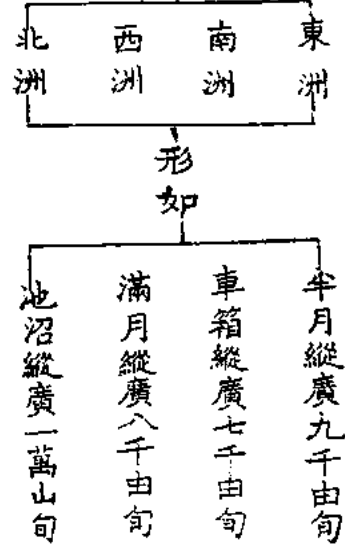 東洲
南洲
西洲
北洲
形如
半月縱廣九千由旬
車箱縱廣七千由旬
滿月縱廣八千由旬
池沼縱廣一萬山旬